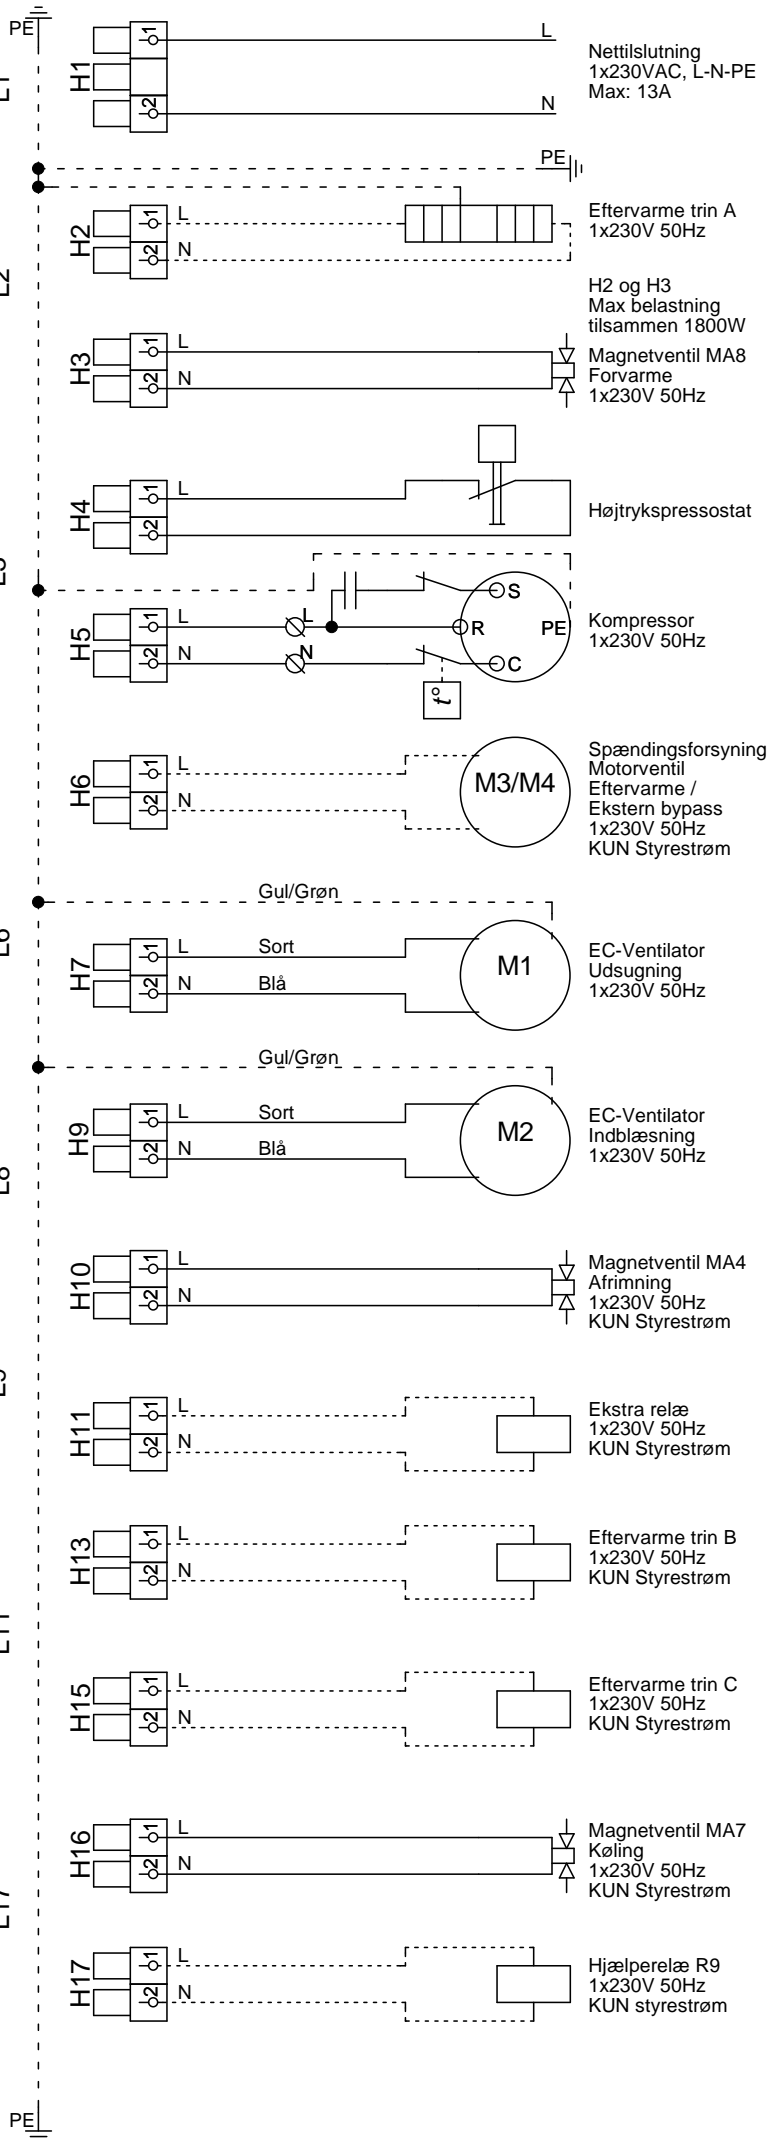 PE
H1
1
2
L
N
Nettilslutning
1x230VAC, L-N-PE
Max: 13A
PE
H2
1
2
L
N
Eftervarme trin A
1x230V 50Hz
H2 og H3
Max belastning
tilsammen 1800W
H3
1
2
L
N
Magnetventil MA8
Forvarme
1x230V 50Hz
H4
1
2
L
Højtrykspressostat
H5
1
2
L
N
L
N
S
R
PE
C
t°
Kompressor
1x230V 50Hz
H6
1
2
L
N
M3/M4
Spændingsforsyning
Motorventil
Eftervarme /
Ekstern bypass
1x230V 50Hz
KUN Styrestrøm
Gul/Grøn
H7
1
2
L
N
Sort
Blå
M1
EC-Ventilator
Udsugning
1x230V 50Hz
Gul/Grøn
H9
1
2
L
N
Sort
Blå
M2
EC-Ventilator
Indblæsning
1x230V 50Hz
H10
1
2
L
N
Magnetventil MA4
Afrimning
1x230V 50Hz
KUN Styrestrøm
H11
1
2
L
N
Ekstra relæ
1x230V 50Hz
KUN Styrestrøm
H13
1
2
L
N
Eftervarme trin B
1x230V 50Hz
KUN Styrestrøm
H15
1
2
L
N
Eftervarme trin C
1x230V 50Hz
KUN Styrestrøm
H16
1
2
L
N
Magnetventil MA7
Køling
1x230V 50Hz
KUN Styrestrøm
H17
1
2
L
N
Hjælperelæ R9
1x230V 50Hz
KUN styrestrøm
PE